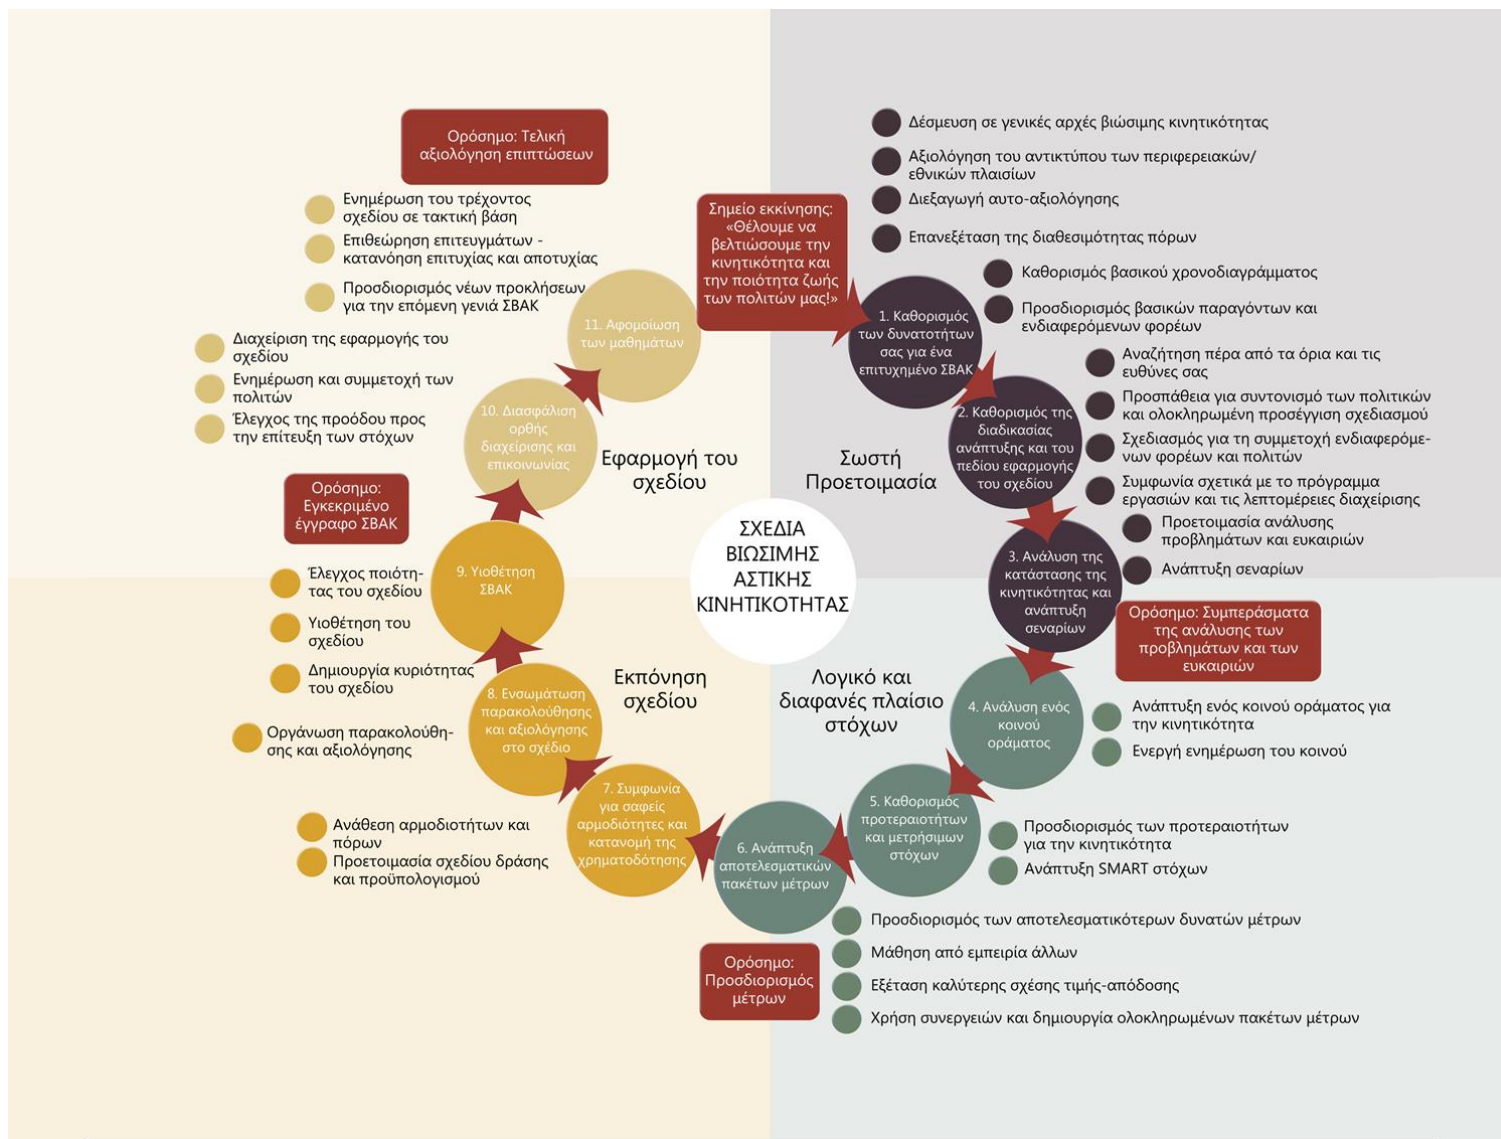 Σημείο εκκίνησης:
«Θέλουμε να
βελτιώσουμε την
κινητικότητα και
την ποιότητα ζωής
των πολιτών μας!»
1. Καθορισμός
των δυνατοτήτων
σας για ένα
επιτυχημένο ΣΒΑΚ
Δέσμευση σε γενικές αρχές βιώσιμης κινητικότητας
Αξιολόγηση του αντικτύπου των περιφερειακών/
εθνικών πλαισίων
Διεξαγωγή αυτο-αξιολόγησης
Επανεξέταση της διαθεσιμότητας πόρων
Καθορισμός βασικού χρονοδιαγράμματος
Προσδιορισμός βασικών παραγόντων και
ενδιαφερόμενων φορέων
2. Καθορισμός της
διαδικασίας
ανάπτυξης και του
πεδίου εφαρμογής
του σχεδίου
Αναζήτηση πέρα από τα όρια και τις
ευθύνες σας
Προσπάθεια για συντονισμό των πολιτικών
και ολοκληρωμένη προσέγγιση σχεδιασμού
Σχεδιασμός για τη συμμετοχή ενδιαφερόμε-
νων φορέων και πολιτών
Συμφωνία σχετικά με το πρόγραμμα
εργασιών και τις λεπτομέρειες διαχείρισης
3. Ανάλυση της
κατάστασης της
κινητικότητας και
ανάπτυξη
σεναρίων
Προετοιμασία ανάλυσης
προβλημάτων και ευκαιριών
Ανάπτυξη σεναρίων
Σωστή
Προετοιμασία
Ορόσημο: Συμπεράσματα
της ανάλυσης των
προβλημάτων και των
ευκαιριών
4. Ανάλυση ενός
κοινού
οράματος
Ανάπτυξη ενός κοινού οράματος για
την κινητικότητα
Ενεργή ενημέρωση του κοινού
5. Καθορισμός
προτεραιοτήτων
και μετρήσιμων
στόχων
Προσδιορισμός των προτεραιοτήτων
για την κινητικότητα
Ανάπτυξη SMART στόχων
6. Ανάπτυξη
αποτελεσματικών
πακέτων μέτρων
Προσδιορισμός των αποτελεσματικότερων δυνατών μέτρων
Μάθηση από εμπειρία άλλων
Εξέταση καλύτερης σχέσης τιμής-απόδοσης
Χρήση συνεργειών και δημιουργία ολοκληρωμένων πακέτων μέτρων
Λογικό και
διαφανές πλαίσιο
στόχων
Ορόσημο:
Προσδιορισμός
μέτρων
7. Συμφωνία
για σαφείς
αρμοδιότητες και
κατανομή της
χρηματοδότησης
Ανάθεση αρμοδιοτήτων και
πόρων
Προετοιμασία σχεδίου δράσης
και προϋπολογισμού
8. Ενσωμάτωση
παρακολούθησης
και αξιολόγησης
στο σχέδιο
Οργάνωση παρακολούθη-
σης και αξιολόγησης
9. Υιοθέτηση
ΣΒΑΚ
Έλεγχος ποιότη-
τας του σχεδίου
Υιοθέτηση του
σχεδίου
Δημιουργία κυριότητας
του σχεδίου
Εκπόνηση
σχεδίου
Ορόσημο:
Εγκεκριμένο
έγγραφο ΣΒΑΚ
10. Διασφάλιση
ορθής
διαχείρισης και
επικοινωνίας
Διαχείριση της εφαρμογής του
σχεδίου
Ενημέρωση και συμμετοχή των
πολιτών
Έλεγχος της προόδου προς
την επίτευξη των στόχων
11. Αφομοίωση
των μαθημάτων
Ενημέρωση του τρέχοντος
σχεδίου σε τακτική βάση
Επιθεώρηση επιτευγμάτων -
κατανόηση επιτυχίας και αποτυχίας
Προσδιορισμός νέων προκλήσεων
για την επόμενη γενιά ΣΒΑΚ
Εφαρμογή του
σχεδίου
Ορόσημο: Τελική
αξιολόγηση επιπτώσεων
ΣΧΕΔΙΑ
ΒΙΩΣΙΜΗΣ
ΑΣΤΙΚΗΣ
ΚΙΝΗΤΙΚΟΤΗΤΑΣ